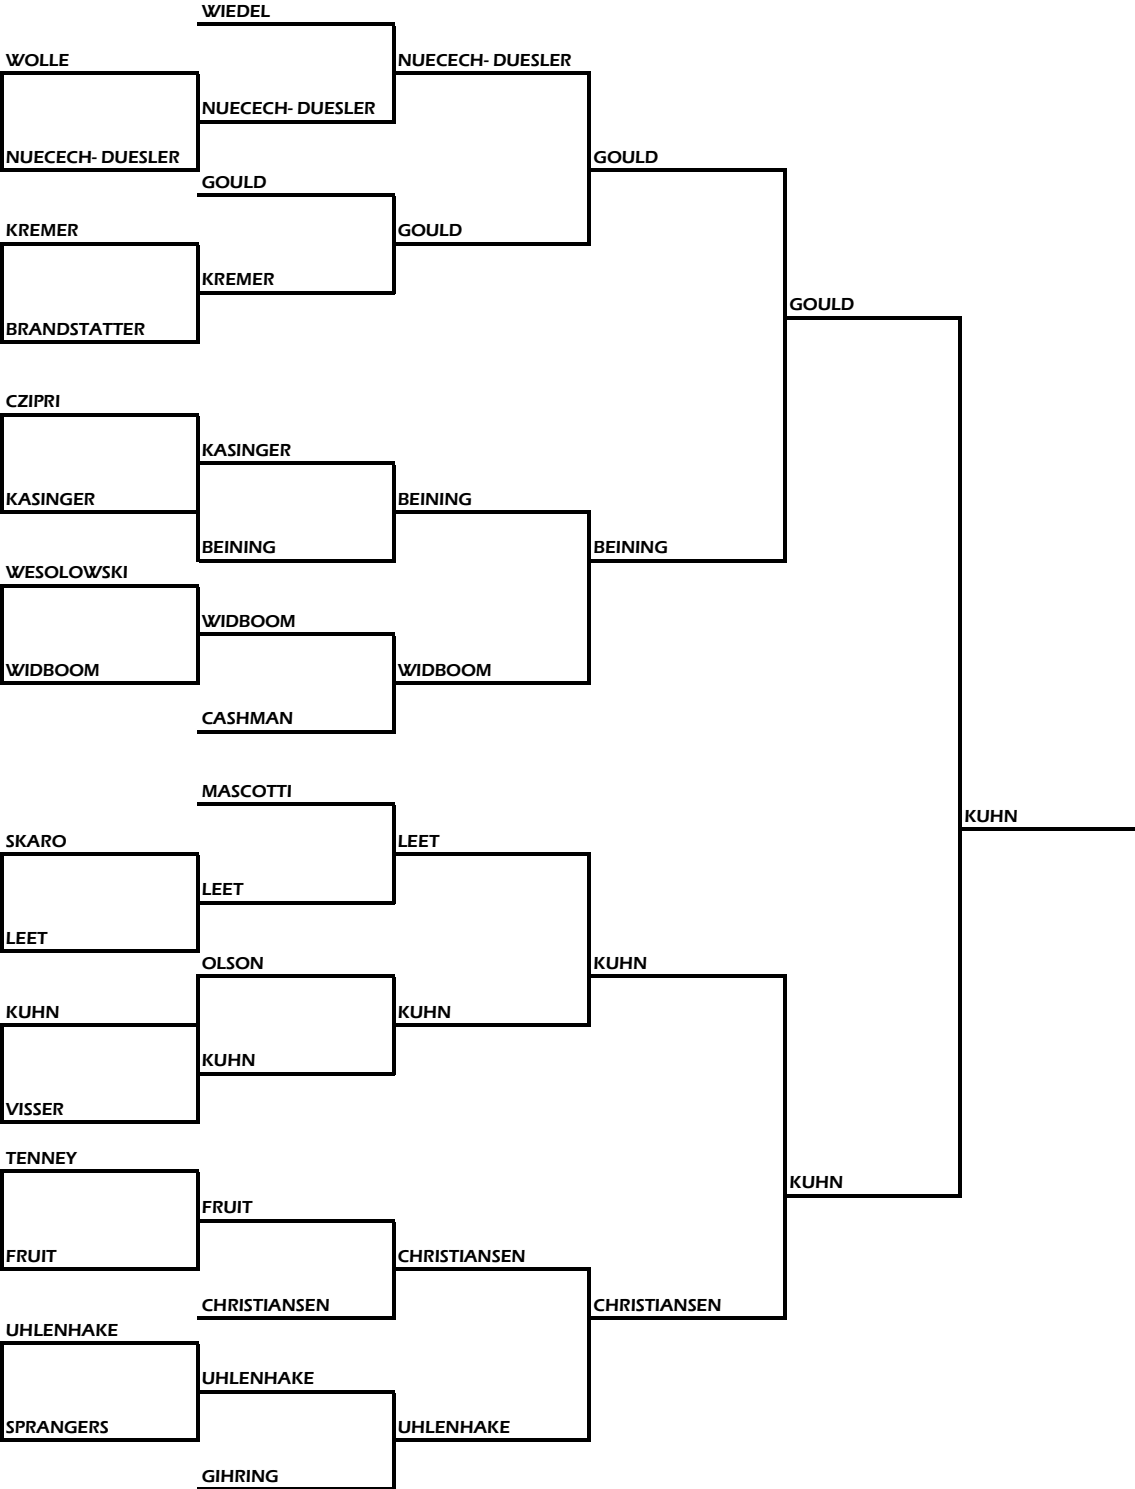 WIEDEL
WOLLE
NUECECH- DUESLER
NUECECH- DUESLER
NUECECH- DUESLER
GOULD
GOULD
KREMER
GOULD
KREMER
GOULD
BRANDSTATTER
CZIPRI
KASINGER
KASINGER
BEINING
BEINING
BEINING
WESOLOWSKI
WIDBOOM
WIDBOOM
WIDBOOM
CASHMAN
MASCOTTI
KUHN
SKARO
LEET
LEET
LEET
OLSON
KUHN
KUHN
KUHN
KUHN
VISSER
TENNEY
KUHN
FRUIT
FRUIT
CHRISTIANSEN
CHRISTIANSEN
CHRISTIANSEN
UHLENHAKE
UHLENHAKE
SPRANGERS
UHLENHAKE
GIHRING